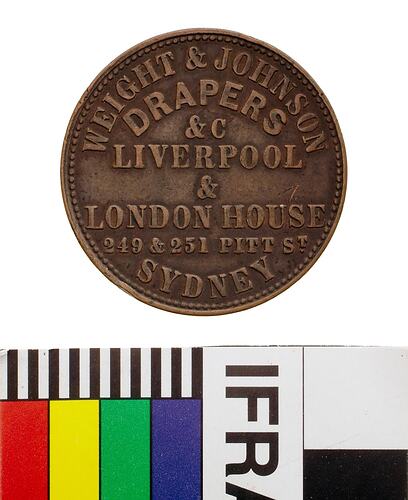 WEIGHT & JOHNSON
DRAPERS
&C
LIVERPOOL
&
LONDON HOUSE
249 & 251 PITT ST
SYDNEY
IFRA